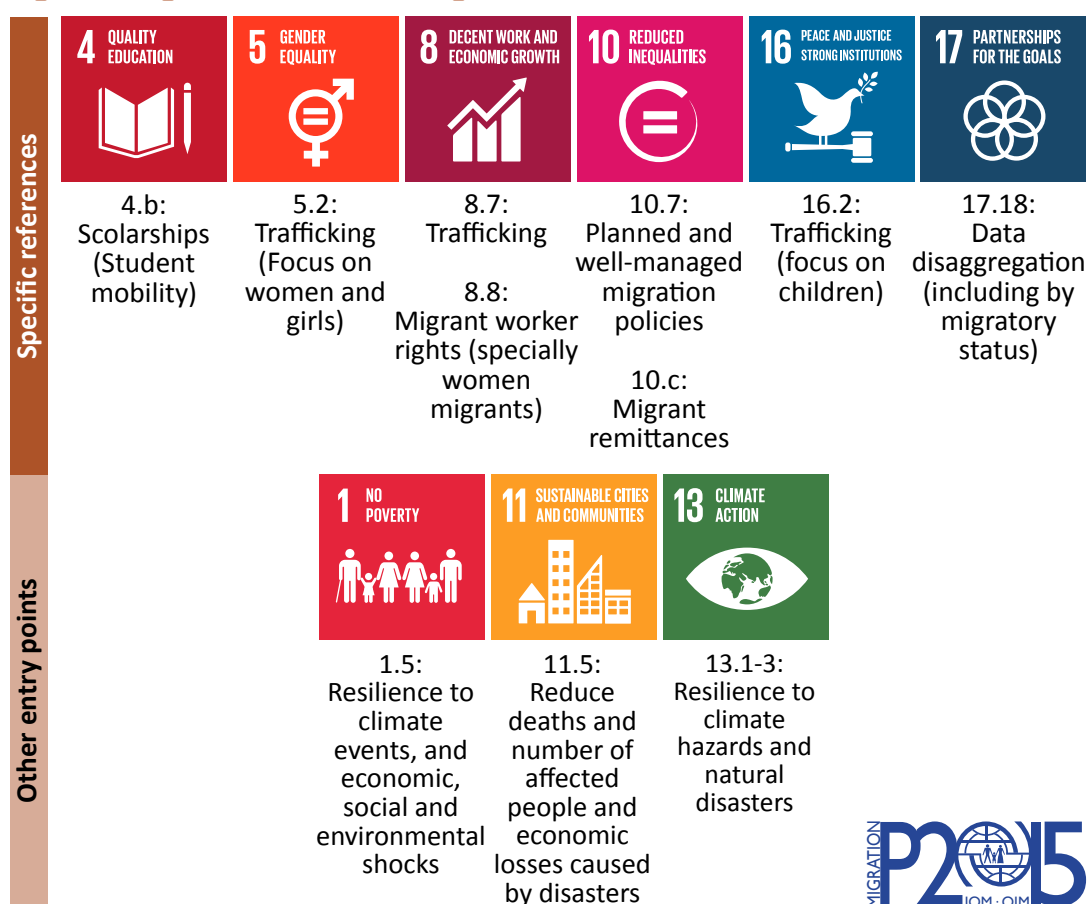 4 QUALITY
EDUCATION
5 GENDER
EQUALITY
8 DECENT WORK AND
ECONOMIC GROWTH
10 REDUCED
INEQUALITIES
16 PEACE AND JUSTICE
STRONG INSTITUTIONS
17 PARTNERSHIPS
FOR THE GOALS
Specific references
4.b:
Scolarships
(Student
mobility)
5.2:
Trafficking
(Focus on
women and
girls)
8.7:
Trafficking
8.8:
Migrant worker
rights (specially
women
migrants)
10.7:
Planned and
well-managed
migration
policies
10.c:
Migrant
remittances
16.2:
Trafficking
(focus on
children)
17.18:
Data
disaggregation
(including by
migratory
status)
Other entry points
1 NO
POVERTY
11 SUSTAINABLE CITIES
AND COMMUNITIES
13 CLIMATE
ACTION
1.5:
Resilience to
climate
events, and
economic,
social and
environmental
shocks
11.5:
Reduce
deaths and
number of
affected
people and
economic
losses caused
by disasters
13.1-3:
Resilience to
climate
hazards and
natural
disasters
MIGRATION
P2015
IOM · OIM